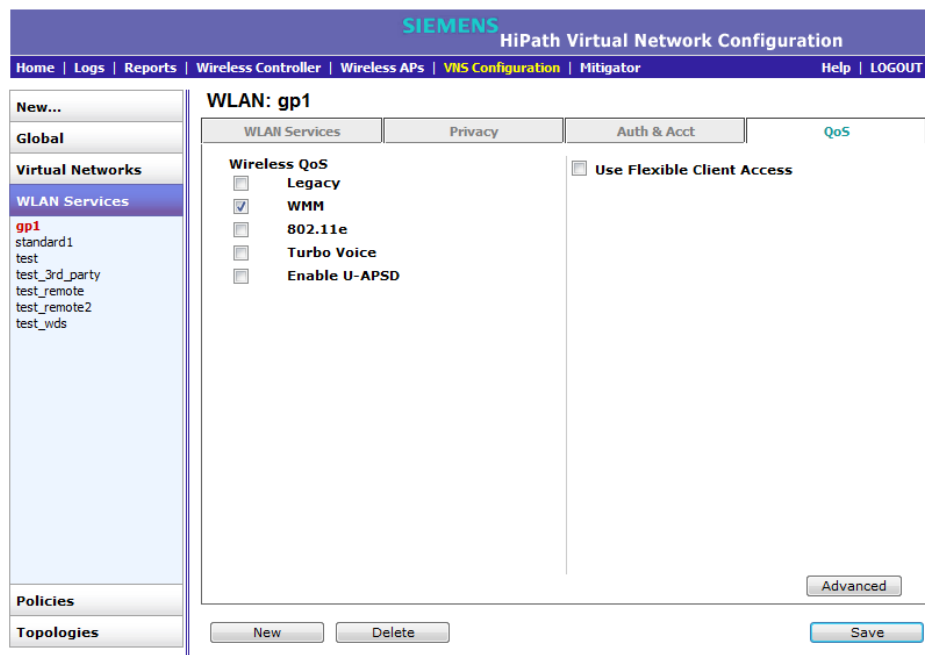 SIEMENS
HiPath Virtual Network Configuration
Home | Logs | Reports | Wireless Controller | Wireless APs | VNS Configuration | Mitigator Help | LOGOUT
New...
Global
Virtual Networks
WLAN Services
gp1
standard1
test
test_3rd_party
test_remote
test_remote2
test_wds
Policies
Topologies
WLAN: gp1
WLAN Services Privacy Auth & Acct QoS
Wireless QoS
Legacy
WMM
802.11e
Turbo Voice
Enable U-APSD
Use Flexible Client Access
Advanced
New Delete Save